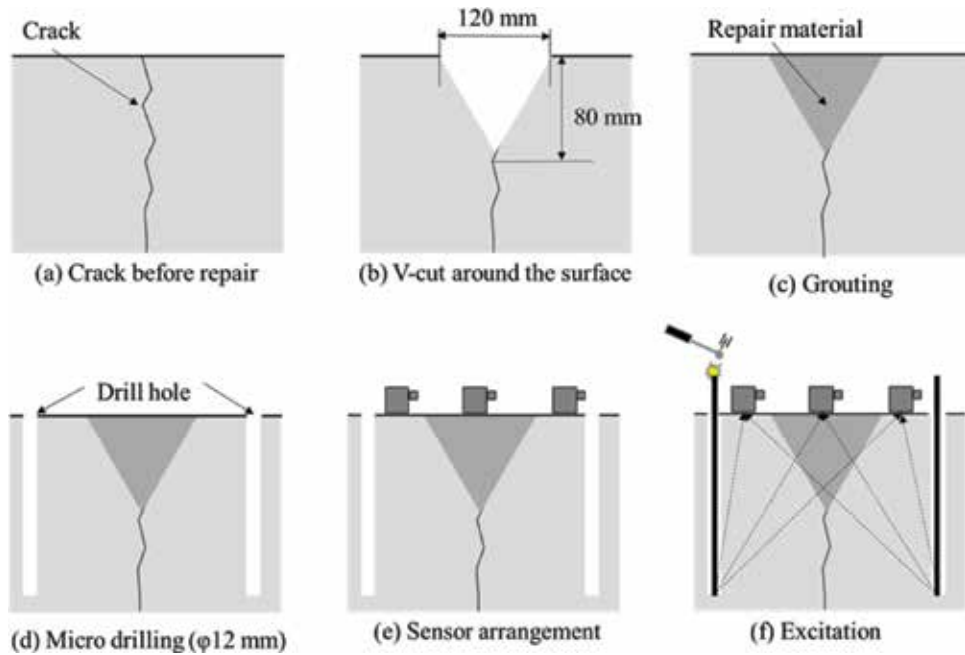 Crack
120 mm
80 mm
Repair material
(a) Crack before repair
(b) V-cut around the surface
(c) Grouting
Drill hole
(d) Micro drilling (φ12 mm)
(e) Sensor arrangement
(f) Excitation